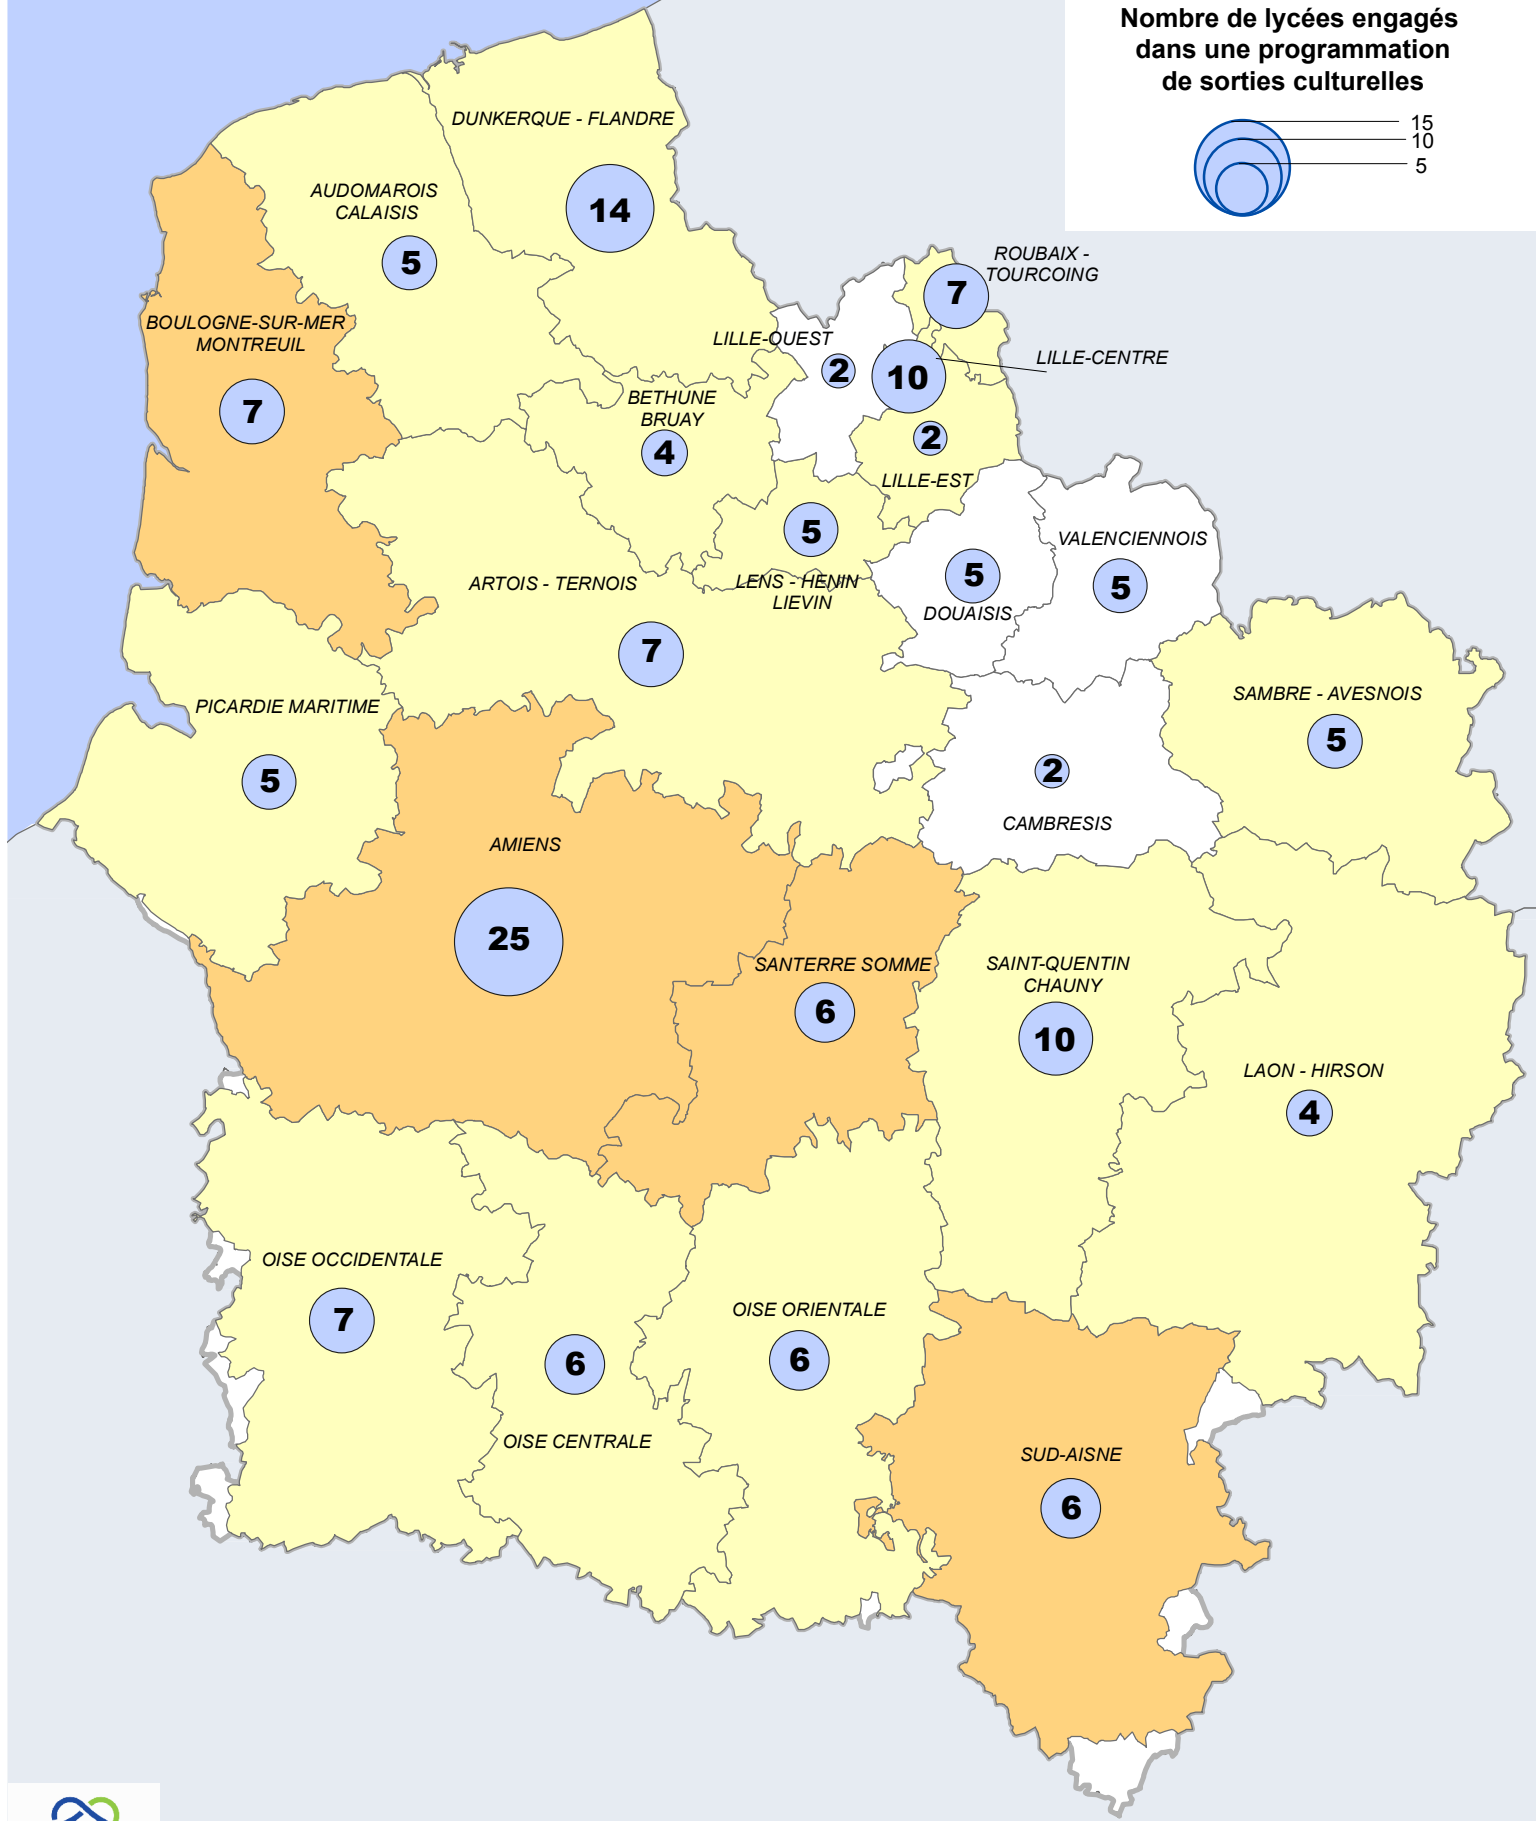 Nombre de lycées engagés
dans une programmation
de sorties culturelles
15
10
5
DUNKERQUE - FLANDRE
14
AUDOMAROIS
CALAISIS
5
ROUBAIX -
TOURCOING
7
BOULOGNE-SUR-MER
MONTREUIL
7
LILLE-OUEST
2
10
LILLE-CENTRE
BETHUNE
BRUAY
4
2
LILLE-EST
5
LENS - HENIN
LIEVIN
VALENCIENNOIS
5
5
DOUAISIS
ARTOIS - TERNOIS
7
PICARDIE MARITIME
5
SAMBRE - AVESNOIS
5
2
CAMBRESIS
AMIENS
25
SANTERRE SOMME
6
SAINT-QUENTIN
CHAUNY
10
LAON - HIRSON
4
OISE OCCIDENTALE
7
6
OISE CENTRALE
OISE ORIENTALE
6
SUD-AISNE
6